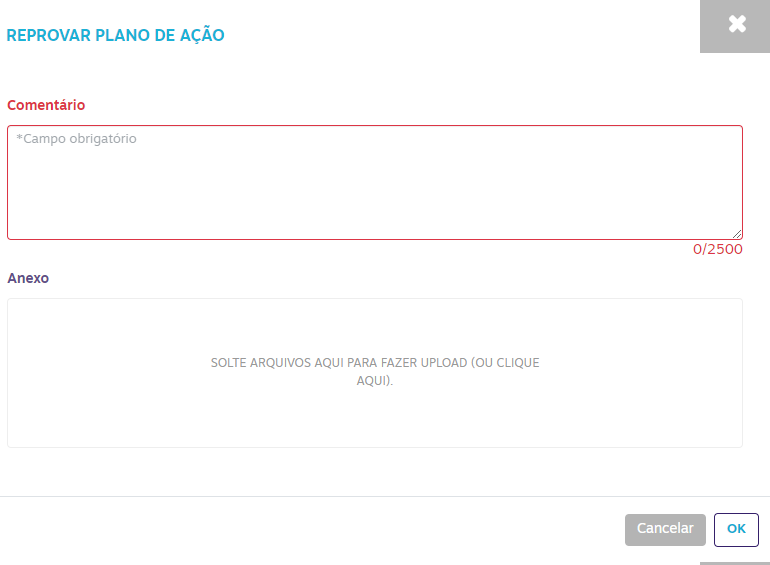 REPROVAR PLANO DE AÇÃO
Comentário
*Campo obrigatório
0/2500
Anexo
SOLTE ARQUIVOS AQUI PARA FAZER UPLOAD (OU CLIQUE
AQUI).
Cancelar
OK